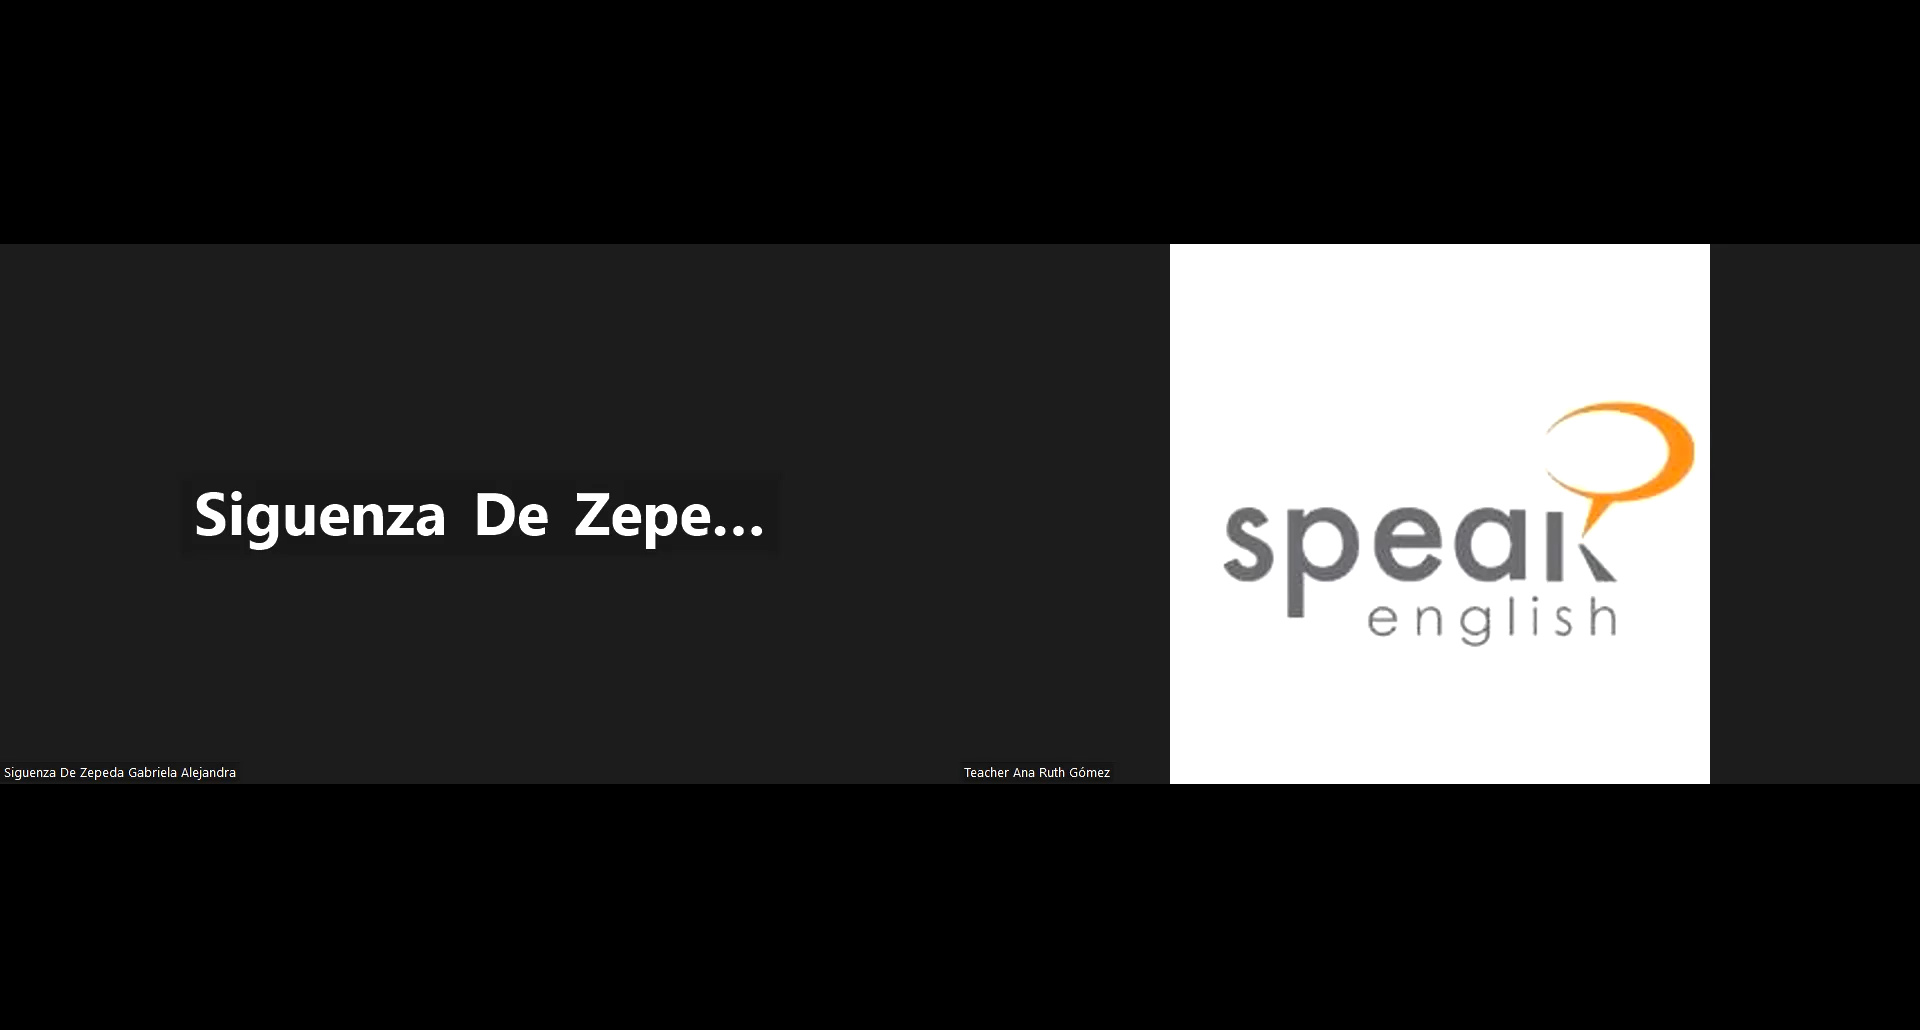 Siguenza De Zepe...
speak
english
Siguenza De Zepeda Gabriela Alejandra
Teacher Ana Ruth Gómez